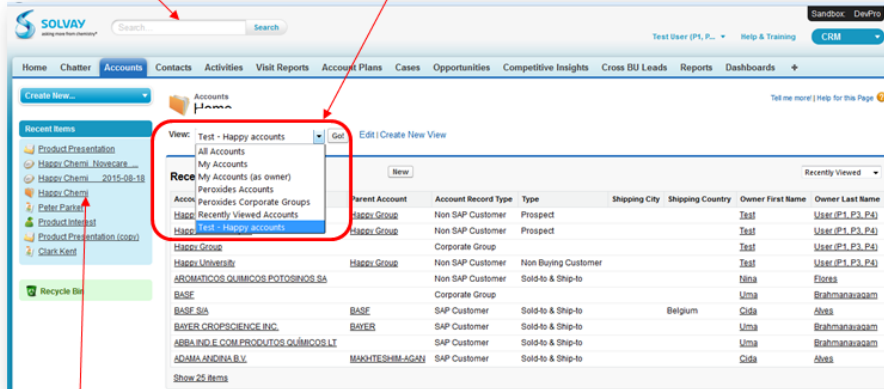 Sandbox: DevPro
SOLVAY
asking more from chemistry®
Search...
Search
Test User (P1, P...
Help & Training
CRM
Home Chatter Accounts Contacts Activities Visit Reports Account Plans Cases Opportunities Competitive Insights Cross BU Leads Reports Dashboards +
Create New...
Accounts
Home
Tell me more! | Help for this Page
Recent Items
Product Presentation
Happy Chemi_Novecare_...
Happy Chemi 2015-08-18
Happy Chemi
Peter Parker
Product Interest
Product Presentation (copy)
Clark Kent
Recycle Bin
View: Test - Happy accounts Go! Edit | Create New View
All Accounts
My Accounts
My Accounts (as owner)
Peroxides Accounts
Peroxides Corporate Groups
Recently Viewed Accounts
Test - Happy accounts
New
Recently Viewed
Parent Account Account Record Type Type Shipping City Shipping Country Owner First Name Owner Last Name
Happy Group Non SAP Customer Prospect Test User (P1, P3, P4)
Happy Group Non SAP Customer Prospect Test User (P1, P3, P4)
Happy Group Corporate Group Test User (P1, P3, P4)
Happy University Happy Group Non SAP Customer Non Buying Customer Test User (P1, P3, P4)
AROMATICOS QUIMICOS POTOSINOS SA Non SAP Customer Sold-to & Ship-to Nina Flores
BASF Corporate Group Uma Brahmanayagam
BASF S/A BASF SAP Customer Sold-to & Ship-to Belgium Cida Alves
BAYER CROPSCIENCE INC. BAYER SAP Customer Sold-to & Ship-to Uma Brahmanayagam
ABBA IND.E COM.PRODUTOS QUÍMICOS LT SAP Customer Sold-to & Ship-to Uma Brahmanayagam
ADAMA ANDINA B.V. MAKHTESHIM-AGAN SAP Customer Sold-to & Ship-to Cida Alves
Show 25 items